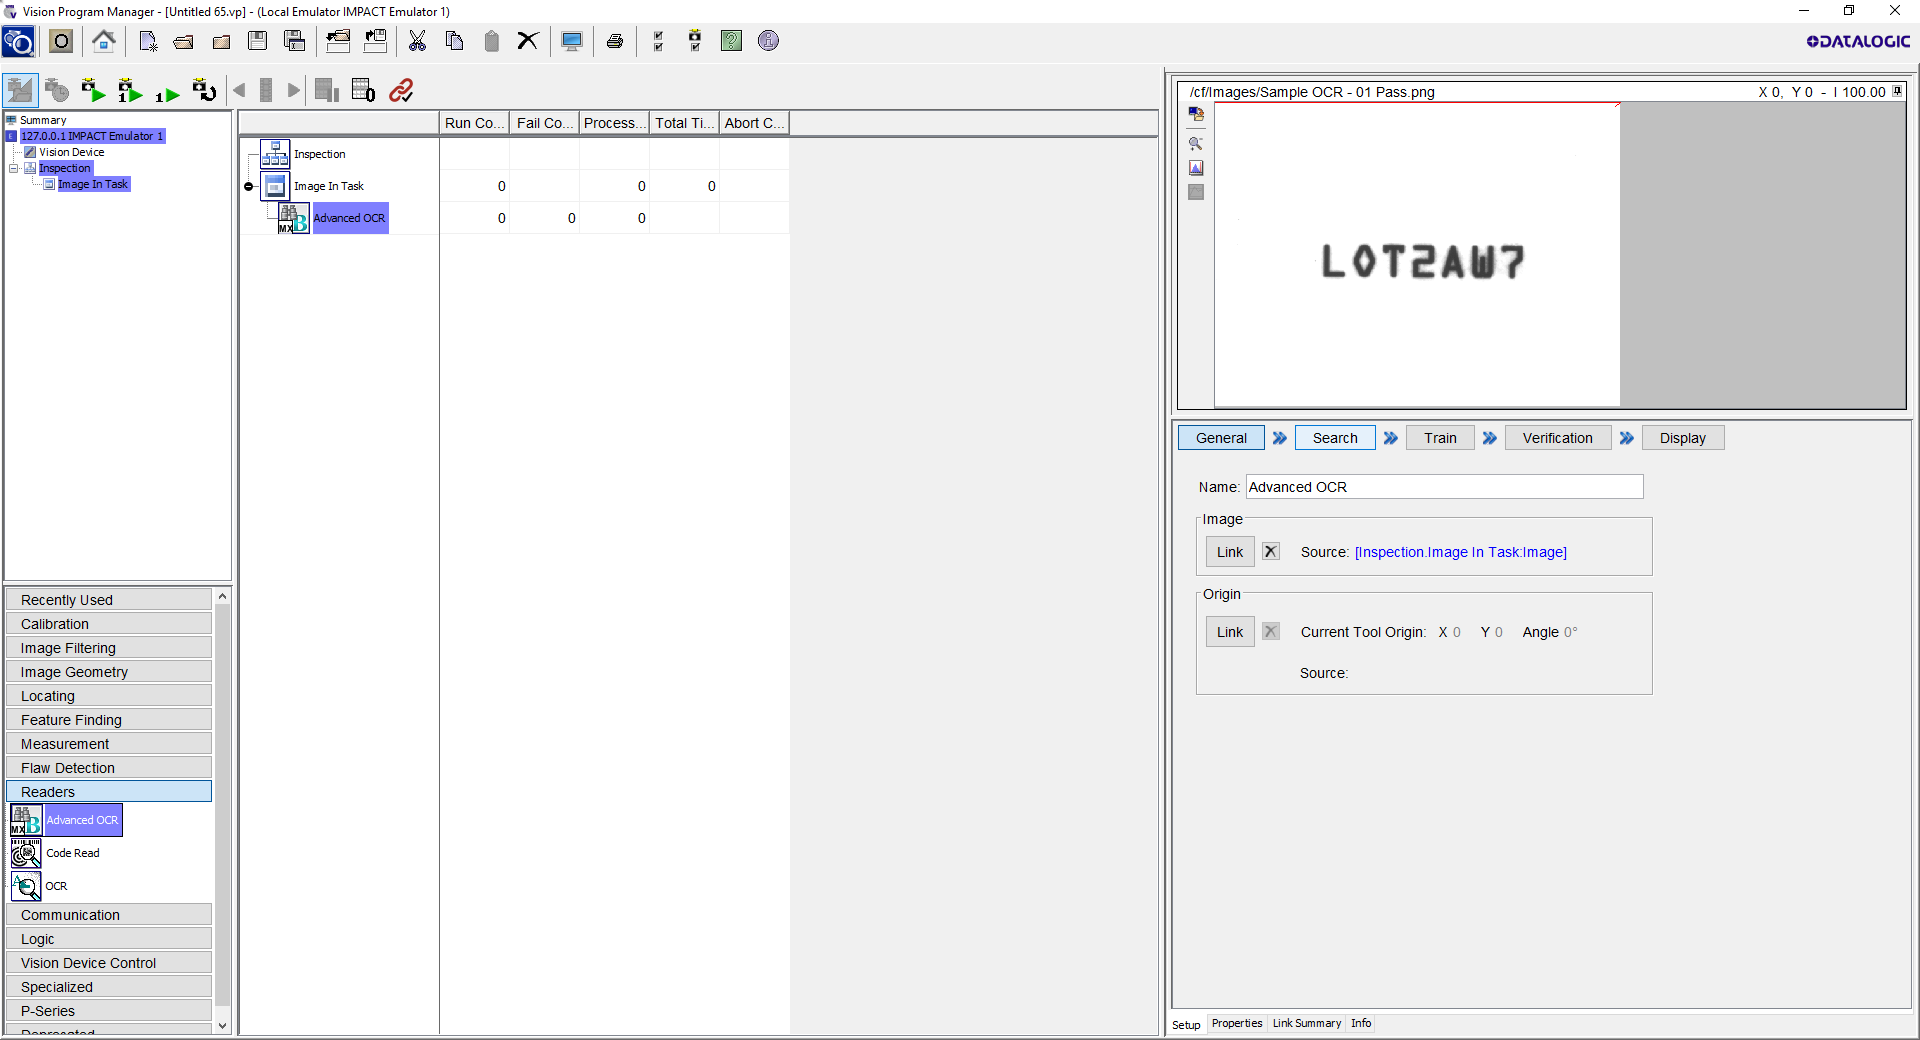 Vision Program Manager - [Untitled 65.vp] - (Local Emulator IMPACT Emulator 1)
DATALOGIC
Summary
127.0.0.1 IMPACT Emulator 1
Vision Device
Inspection
Image In Task
Run Co... Fail Co... Process... Total Ti... Abort C...
Inspection
Image In Task 0 0 0
MX B Advanced OCR 0 0 0
/cf/Images/Sample OCR - 01 Pass.png X 0, Y 0 - I 100.00
LOT2AW7
General Search Train Verification Display
Name: Advanced OCR
Image
Link Source: [Inspection.Image In Task:Image]
Origin
Link Current Tool Origin: X 0 Y 0 Angle 0°
Source:
Recently Used
Calibration
Image Filtering
Image Geometry
Locating
Feature Finding
Measurement
Flaw Detection
Readers
MX B Advanced OCR
Code Read
OCR
Communication
Logic
Vision Device Control
Specialized
P-Series
Deprecated
Setup Properties Link Summary Info